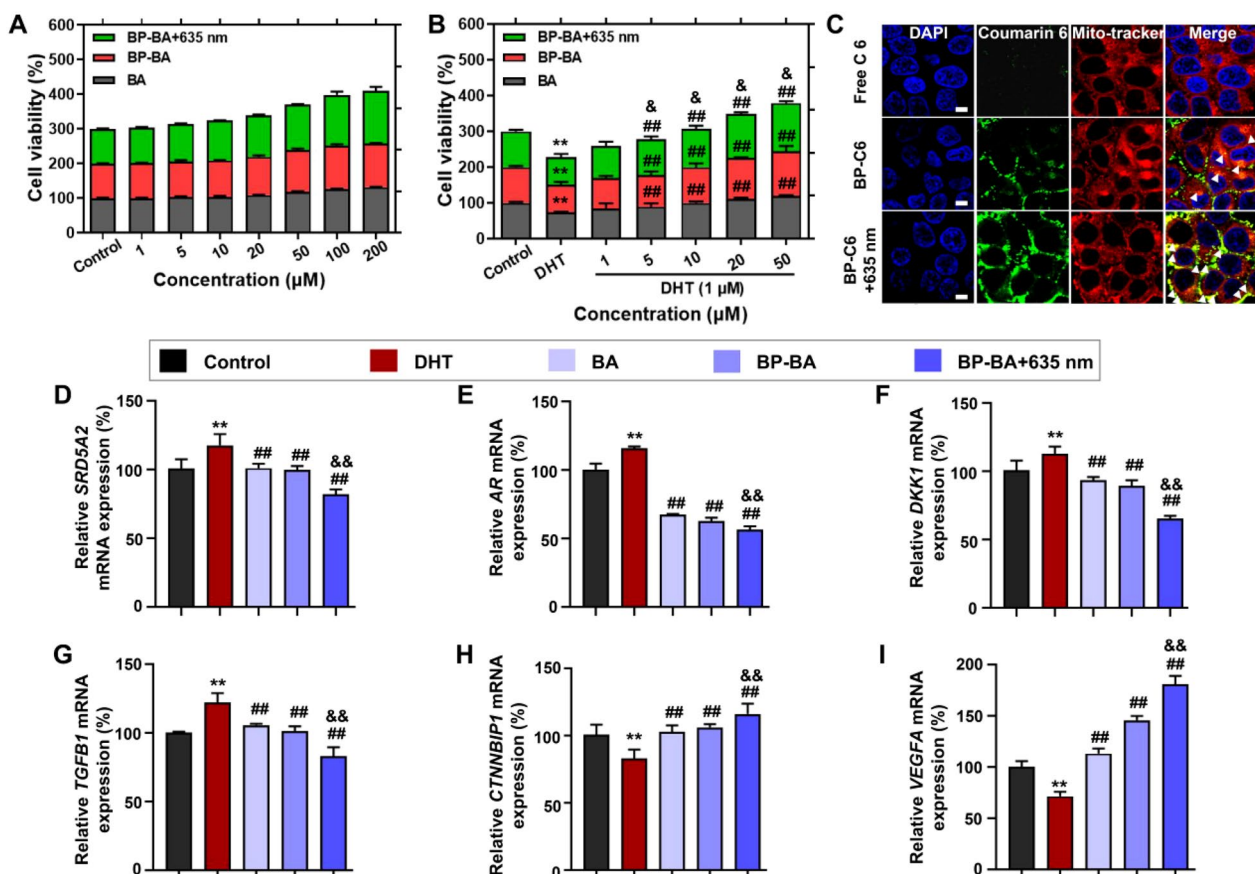 A
600
500
400
300
200
100
0
Cell viability (%)
BP-BA+635 nm
BP-BA
BA
Control
1
5
10
20
50
100
200
Concentration (µM)
B
600
500
400
300
200
100
0
Cell viability (%)
BP-BA+635 nm
BP-BA
BA
**
**
**
&
##
##
##
&
##
##
##
&
##
##
##
&
##
##
##
Control
DHT
1
5
10
20
50
DHT (1 µM)
Concentration (µM)
C
DAPI Coumarin 6 Mito-tracker Merge
Free C 6
BP-C6
BP-C6
+635 nm
Control DHT BA BP-BA BP-BA+635 nm
D
Relative SRD5A2
mRNA expression (%)
150
100
50
0
**
##
##
&&
##
E
Relative AR mRNA
expression (%)
150
100
50
0
**
##
##
&&
##
F
Relative DKK1 mRNA
expression (%)
150
100
50
0
**
##
##
&&
##
G
Relative TGFB1 mRNA
expression (%)
150
100
50
0
**
##
##
&&
##
H
Relative CTNNBIP1 mRNA
expression (%)
150
100
50
0
**
##
##
&&
##
I
Relative VEGFA mRNA
expression (%)
200
150
100
50
0
**
##
##
&&
##